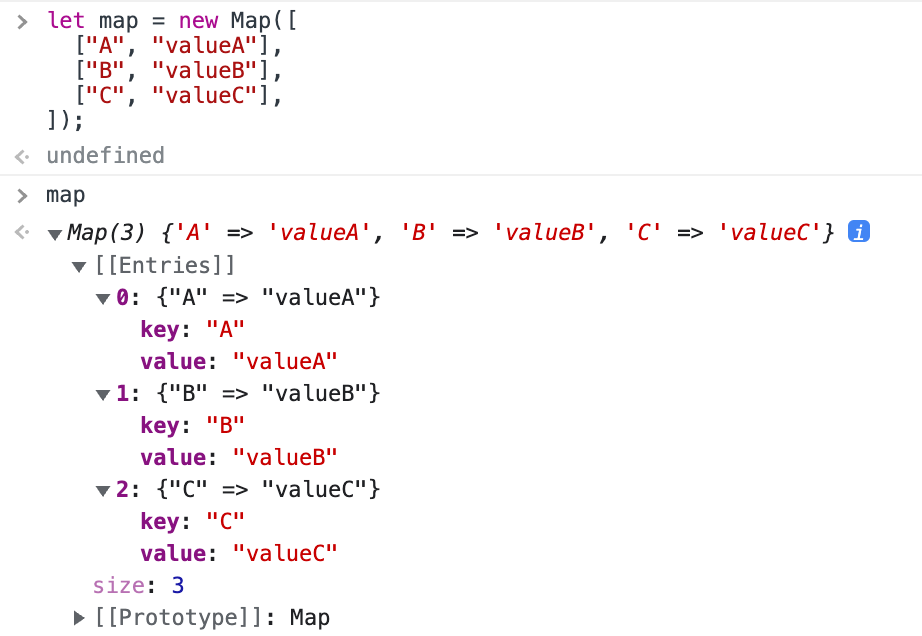 let map = new Map([
["A", "valueA"],
["B", "valueB"],
["C", "valueC"],
]);
undefined
map
Map(3) {'A' => 'valueA', 'B' => 'valueB', 'C' => 'valueC'} i
[[Entries]]
0: {"A" => "valueA"}
key: "A"
value: "valueA"
1: {"B" => "valueB"}
key: "B"
value: "valueB"
2: {"C" => "valueC"}
key: "C"
value: "valueC"
size: 3
[[Prototype]]: Map